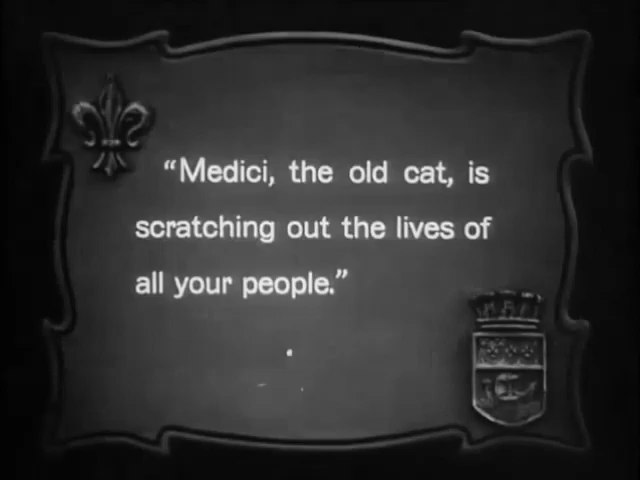 “Medici, the old cat, is
scratching out the lives of
all your people.”